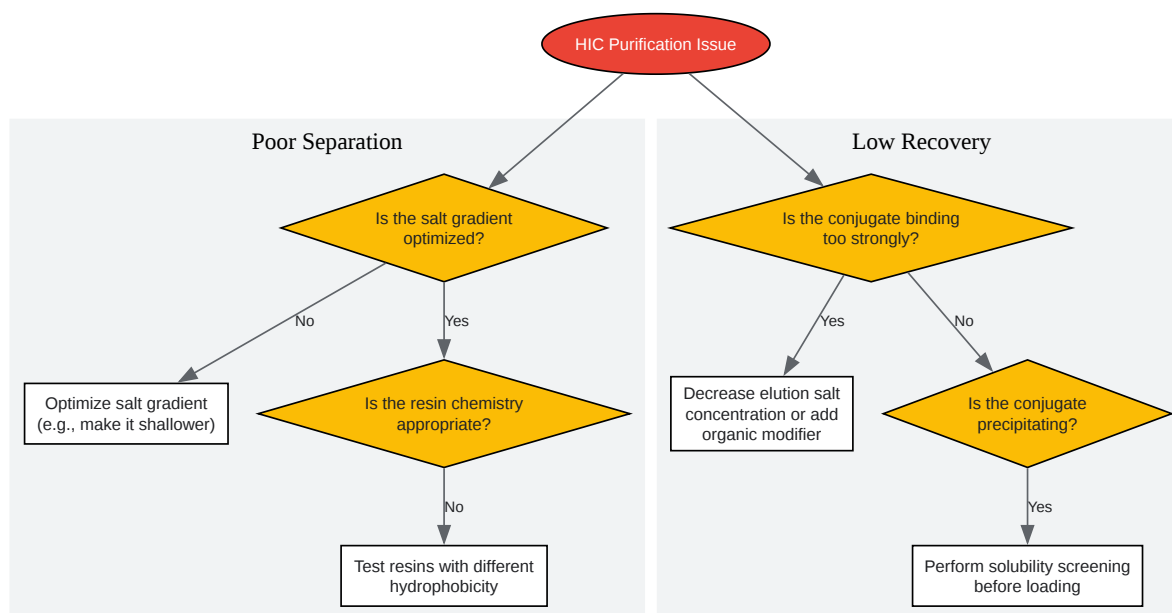 HIC Purification Issue
Poor Separation
Low Recovery
Is the salt gradient
optimized?
Is the conjugate binding
too strongly?
No
Yes
Yes
No
Optimize salt gradient
(e.g., make it shallower)
Is the resin chemistry
appropriate?
Decrease elution salt
concentration or add
organic modifier
Is the conjugate
precipitating?
No
Yes
Test resins with different
hydrophobicity
Perform solubility screening
before loading